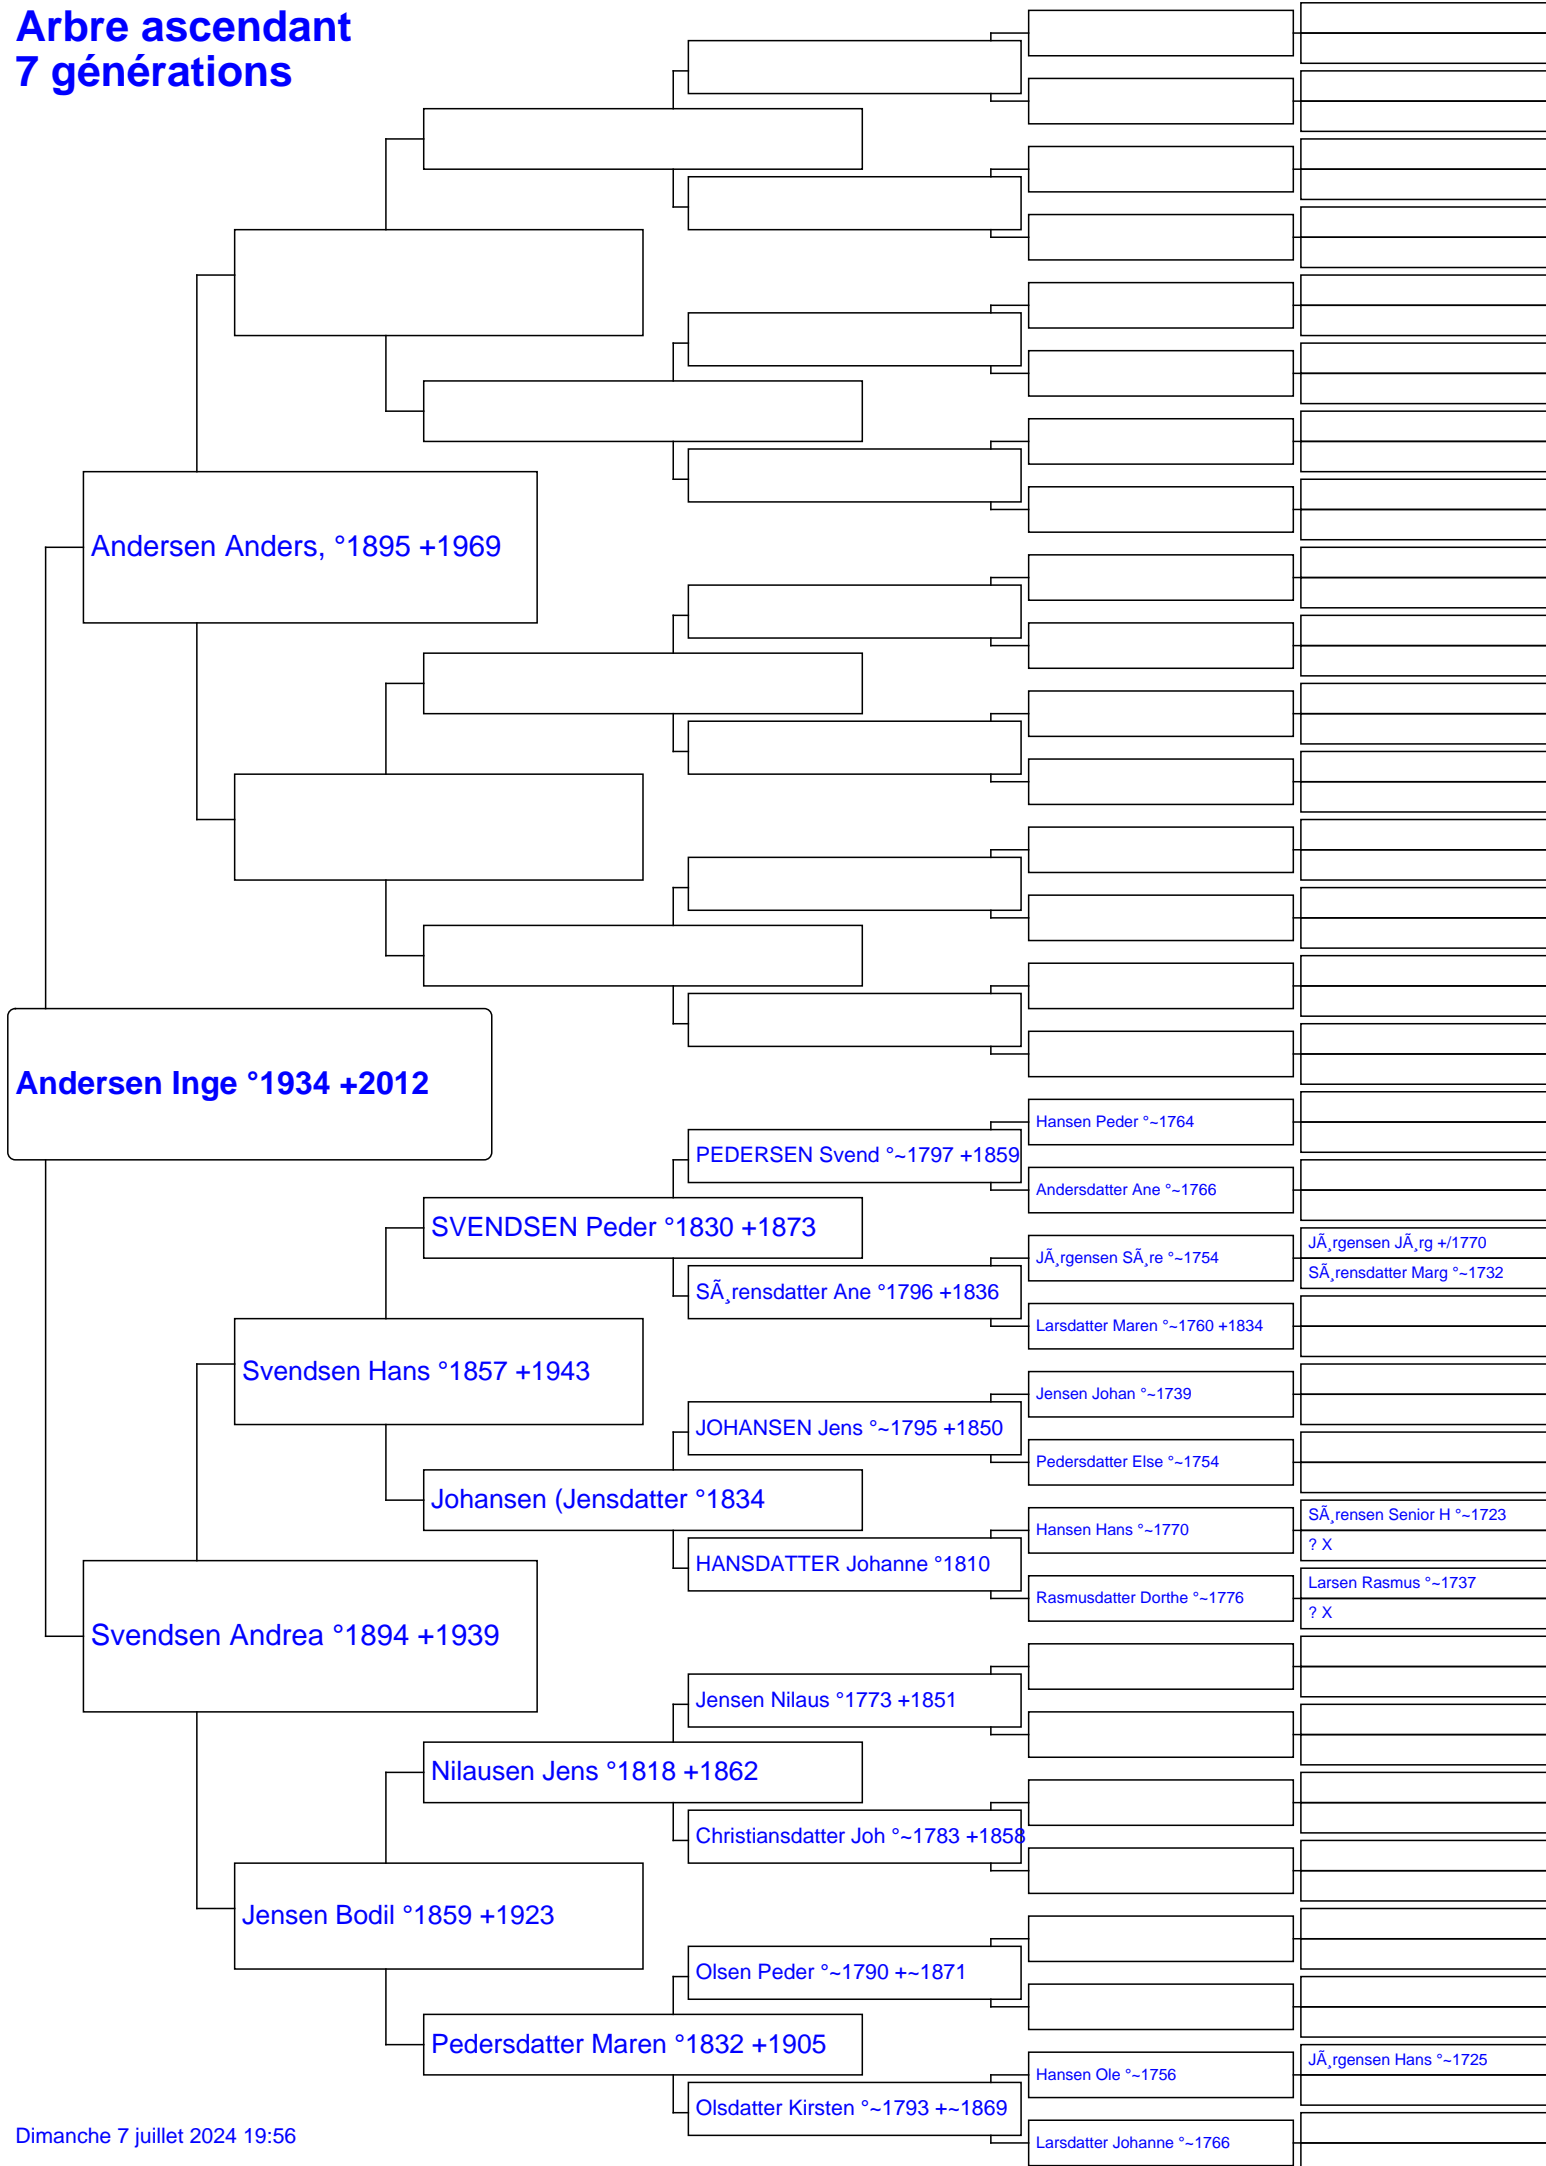 Arbre ascendant
7 générations
Andersen Anders, °1895 +1969
Andersen Inge °1934 +2012
Hansen Peder °~1764
PEDERSEN Svend °~1797 +1859
Andersdatter Ane °~1766
SVENDSEN Peder °1830 +1873
JÃ¸rgensen JÃ¸rg +/1770
JÃ¸rgensen SÃ¸re °~1754
SÃ¸rensdatter Marg °~1732
SÃ¸rensdatter Ane °1796 +1836
Larsdatter Maren °~1760 +1834
Svendsen Hans °1857 +1943
Jensen Johan °~1739
JOHANSEN Jens °~1795 +1850
Pedersdatter Else °~1754
Johansen (Jensdatter °1834
SÃ¸rensen Senior H °~1723
Hansen Hans °~1770
? X
HANSDATTER Johanne °1810
Larsen Rasmus °~1737
Rasmusdatter Dorthe °~1776
? X
Svendsen Andrea °1894 +1939
Jensen Nilaus °1773 +1851
Nilausen Jens °1818 +1862
Christiansdatter Joh °~1783 +1858
Jensen Bodil °1859 +1923
Olsen Peder °~1790 +~1871
Pedersdatter Maren °1832 +1905
JÃ¸rgensen Hans °~1725
Hansen Ole °~1756
Olsdatter Kirsten °~1793 +~1869
Larsdatter Johanne °~1766
Dimanche 7 juillet 2024 19:56